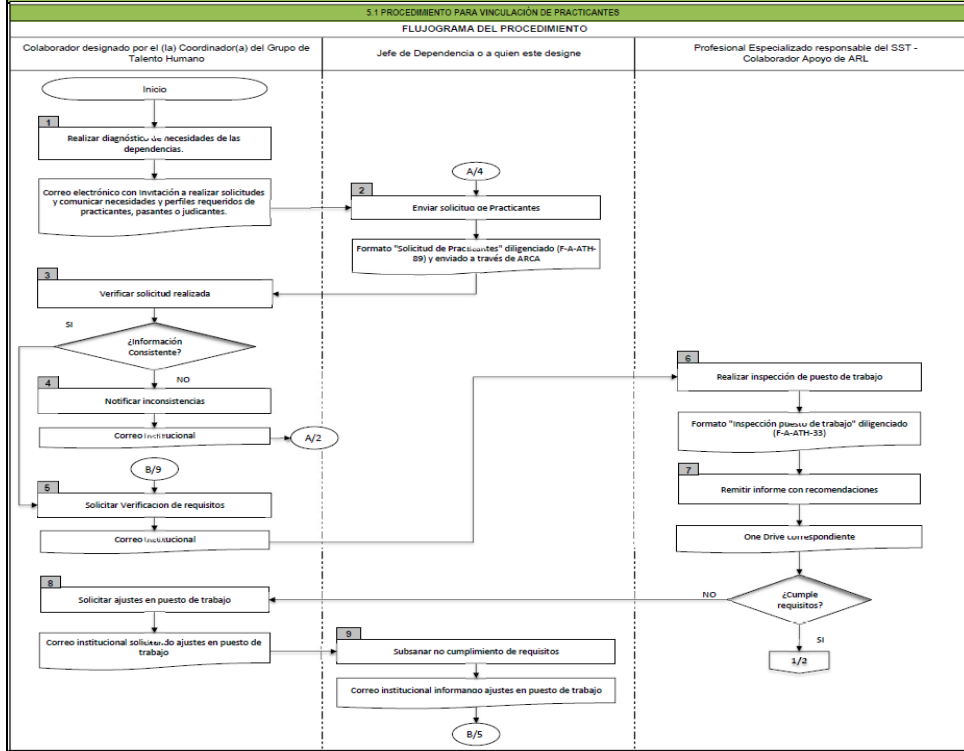 5.1 PROCEDIMIENTO PARA VINCULACIÓN DE PRACTICANTES
FLUJOGRAMA DEL PROCEDIMIENTO
Colaborador designado por el (la) Coordinador(a) del Grupo de
Talento Humano
Jefe de Dependencia o a quien este designe
Profesional Especializado responsable del SST -
Colaborador Apoyo de ARL
Inicio
1
Realizar diagnóstico de necesidades de las
dependencias.
Correo electrónico con Invitación a realizar solicitudes
y comunicar necesidades y perfiles requeridos de
practicantes, pasantes o judicantes.
A/4
2
Enviar solicitud de Practicantes
Formato "Solicitud de Practicantes" diligenciado (F-A-ATH-
89) y enviado a través de ARCA
3
Verificar solicitud realizada
SI
¿Información
Consistente?
NO
4
Notificar inconsistencias
Correo Institucional
A/2
B/9
5
Solicitar Verificacion de requisitos
Correo Institucional
6
Realizar inspección de puesto de trabajo
Formato "Inspección puesto de trabajo" diligenciado
(F-A-ATH-33)
7
Remitir informe con recomendaciones
One Drive correspondiente
¿Cumple
requisitos?
NO
SI
1/2
8
Solicitar ajustes en puesto de trabajo
Correo institucional solicitando ajustes en puesto de
trabajo
9
Subsanar no cumplimiento de requisitos
Correo institucional informando ajustes en puesto de trabajo
B/5